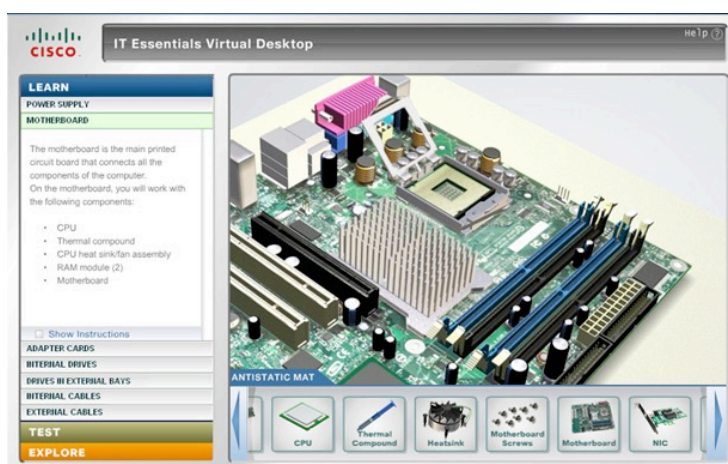 Help ?
CISCO
IT Essentials Virtual Desktop
LEARN
POWER SUPPLY
MOTHERBOARD
The motherboard is the main printed
circuit board that connects all the
components of the computer.
On the motherboard, you will work with
the following components:
• CPU
• Thermal compound
• CPU heat sink/fan assembly
• RAM module (2)
• Motherboard
Show Instructions
ADAPTER CARDS
INTERNAL DRIVES
DRIVES IN EXTERNAL BAYS
INTERNAL CABLES
EXTERNAL CABLES
TEST
EXPLORE
ANTISTATIC MAT
CPU
Thermal
Compound
Heatsink
Motherboard
Screws
Motherboard
NIC